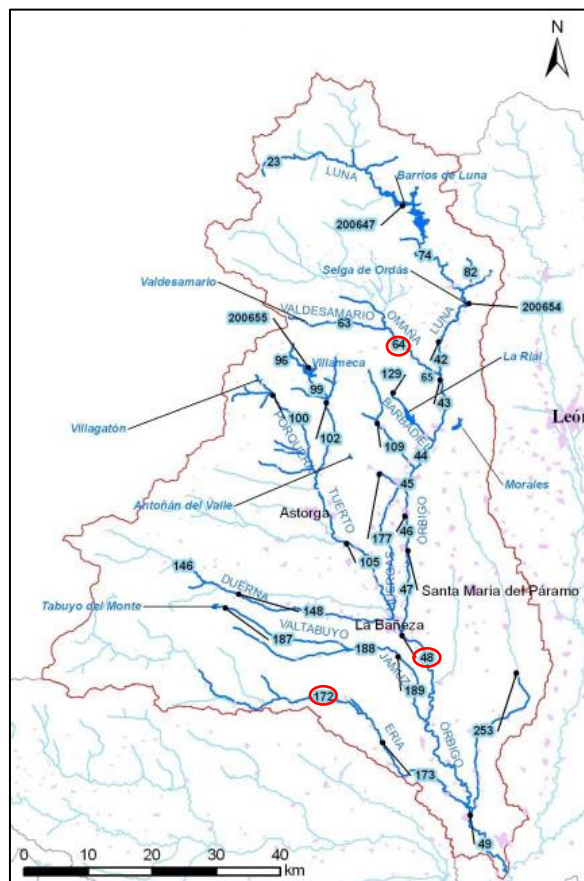 N
23
LUNA
Barrios de Luna
200647
74
82
Selga de Ordás
Valdesamario
VALDESAMARIO
OMAÑA
LUNA
200654
63
200655
64
42
96
Villameca
129
65
La Rial
99
43
BARBADIEL
Villagatón
100
PORQUERA
102
109
44
León
Morales
Antoñán del Valle
45
Astorga
TUERTO
ÓRBIGO
177
46
105
146
DUERNA
47
Santa Maria del Páramo
Tabuyo del Monte
148
VALTABUYO
La Bañeza
187
188
48
JAMUZ
189
172
ERIA
ÓRBIGO
253
173
49
0 10 20 30 40
km